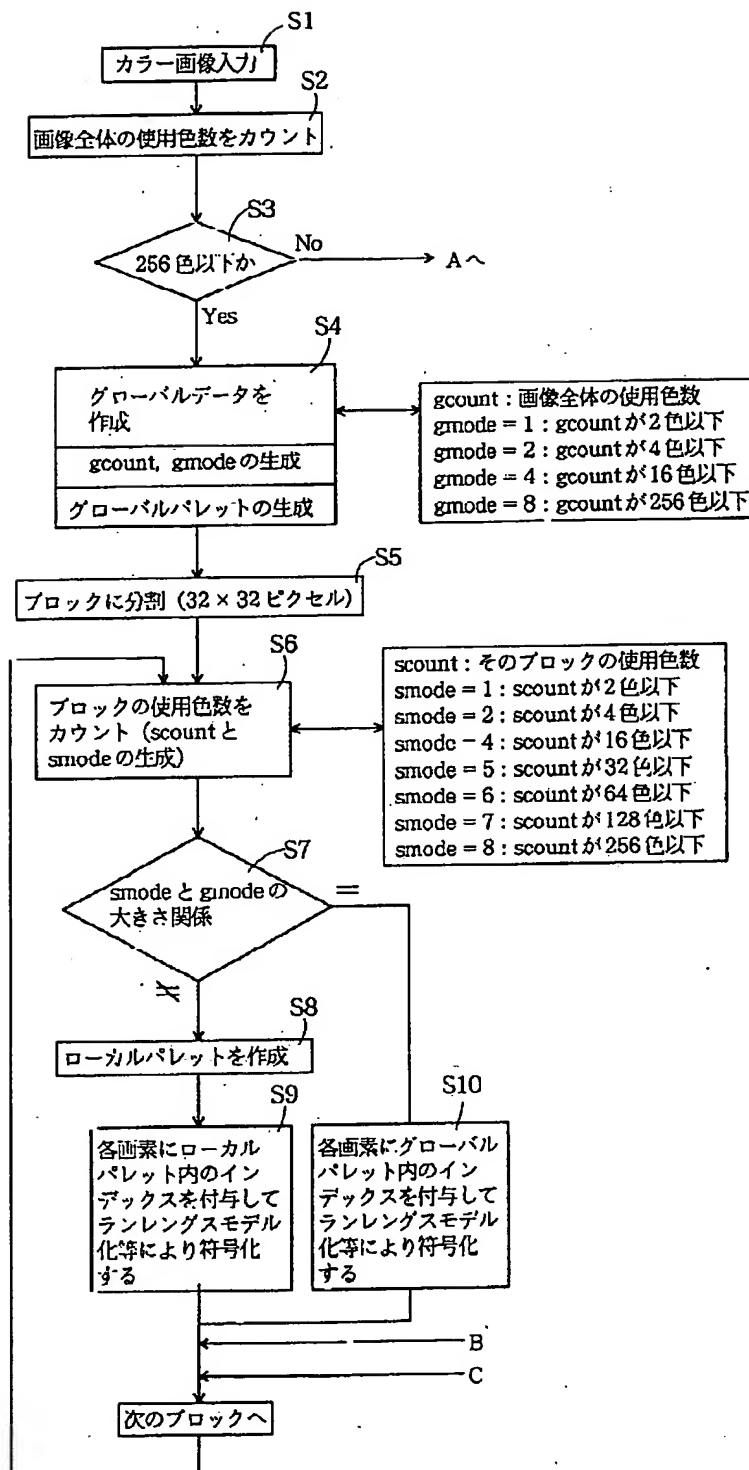 S1
カラー画像入力
S2
画像全体の使用色数をカウント
S3
256色以下か
No
Aへ
Yes
S4
グローバルデータを
作成
gcount, gmodeの生成
グローバルパレットの生成
gcount：画像全体の使用色数
gmode = 1：gcountが2色以下
gmode = 2：gcountが4色以下
gmode = 4：gcountが16色以下
gmode = 8：gcountが256色以下
S5
ブロックに分割（32×32ピクセル）
S6
ブロックの使用色数を
カウント（scountと
smodeの生成）
scount：そのブロックの使用色数
smode = 1：scountが2色以下
smode = 2：scountが4色以下
smode = 4：scountが16色以下
smode = 5：scountが32色以下
smode = 6：scountが64色以下
smode = 7：scountが128色以下
smode = 8：scountが256色以下
S7
smodeとgmodeの
大きさ関係
=
≠
S8
ローカルパレットを作成
S9
各画素にローカル
パレット内のイン
デックスを付与して
ランレングスモデル
化等により符号化
する
S10
各画素にグローバル
パレット内のイン
デックスを付与して
ランレングスモデル
化等により符号化
する
B
C
次のブロックへ